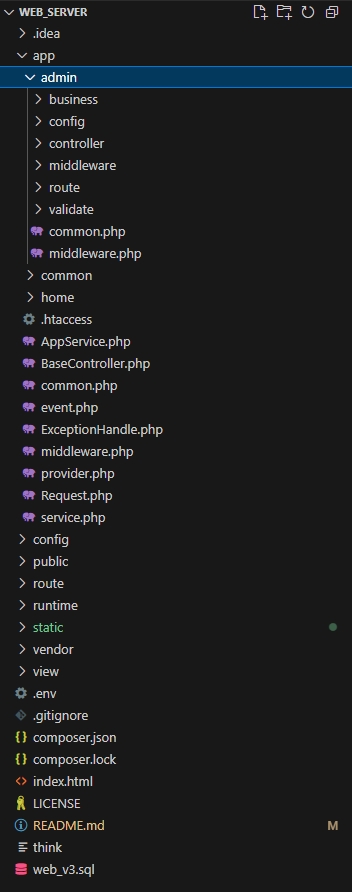 WEB_SERVER
.idea
app
admin
business
config
controller
middleware
route
validate
common.php
middleware.php
common
home
.htaccess
AppService.php
BaseController.php
common.php
event.php
ExceptionHandle.php
middleware.php
provider.php
Request.php
service.php
config
public
route
runtime
static
vendor
view
.env
.gitignore
composer.json
composer.lock
index.html
LICENSE
README.md M
think
web_v3.sql